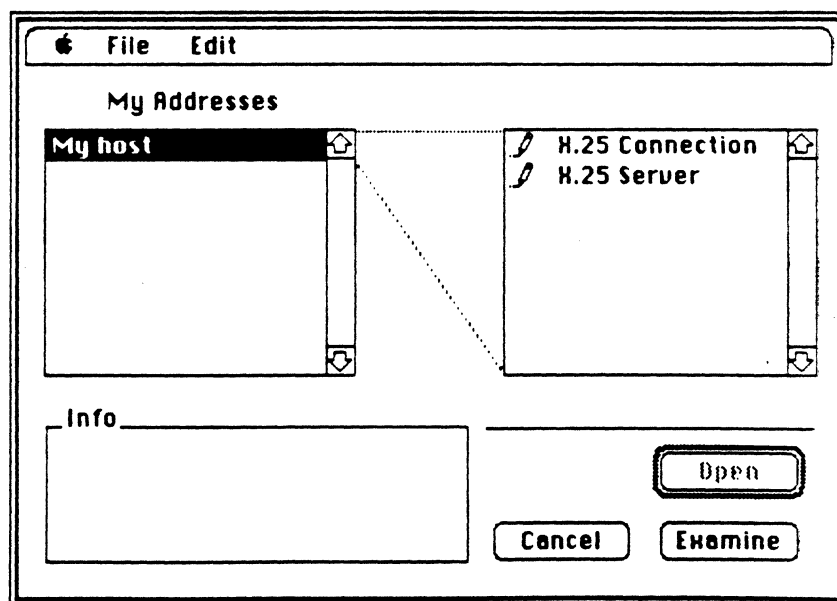 File Edit
My Addresses
My host
X.25 Connection
X.25 Server
Info
Open
Cancel Examine